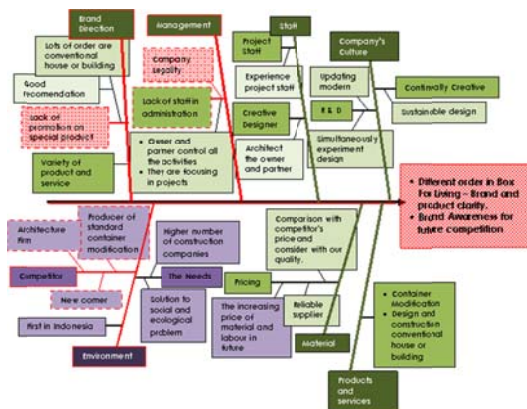 Brand
Direction
Management
Staff
Company's
Culture
Lots of order are
conventional
house or building
Good
Recomendation
Lack of
promotion on
special product
Variety of
product and
service
Company
Legality
Lack of staff in
administration
• Owner and
partner control all
the activities
• They are focusing
in projects
Project
Staff
Experience
project staff
Creative
Designer
Architect
the owner
and partner
Updating
modern
R & D
Simultaneously
experiment
design
Continually Creative
Sustainable design
• Different order in Box
For Living – Brand and
product clarity.
• Brand Awareness for
future competition
Architecture
firm
Producer of
standard
container
modification
Competitor
New comer
First in Indonesia
Environment
Higher number of
construction
companies
The Needs
Solution to
social and
ecological
problem
Comparison with
competitor's
price and
consider with our
quality.
Pricing
The increasing
price of
material and
labour in
future
Reliable
supplier
Material
• Container
Modification
• Design and
construction
conventional
house or
building
Products and
services